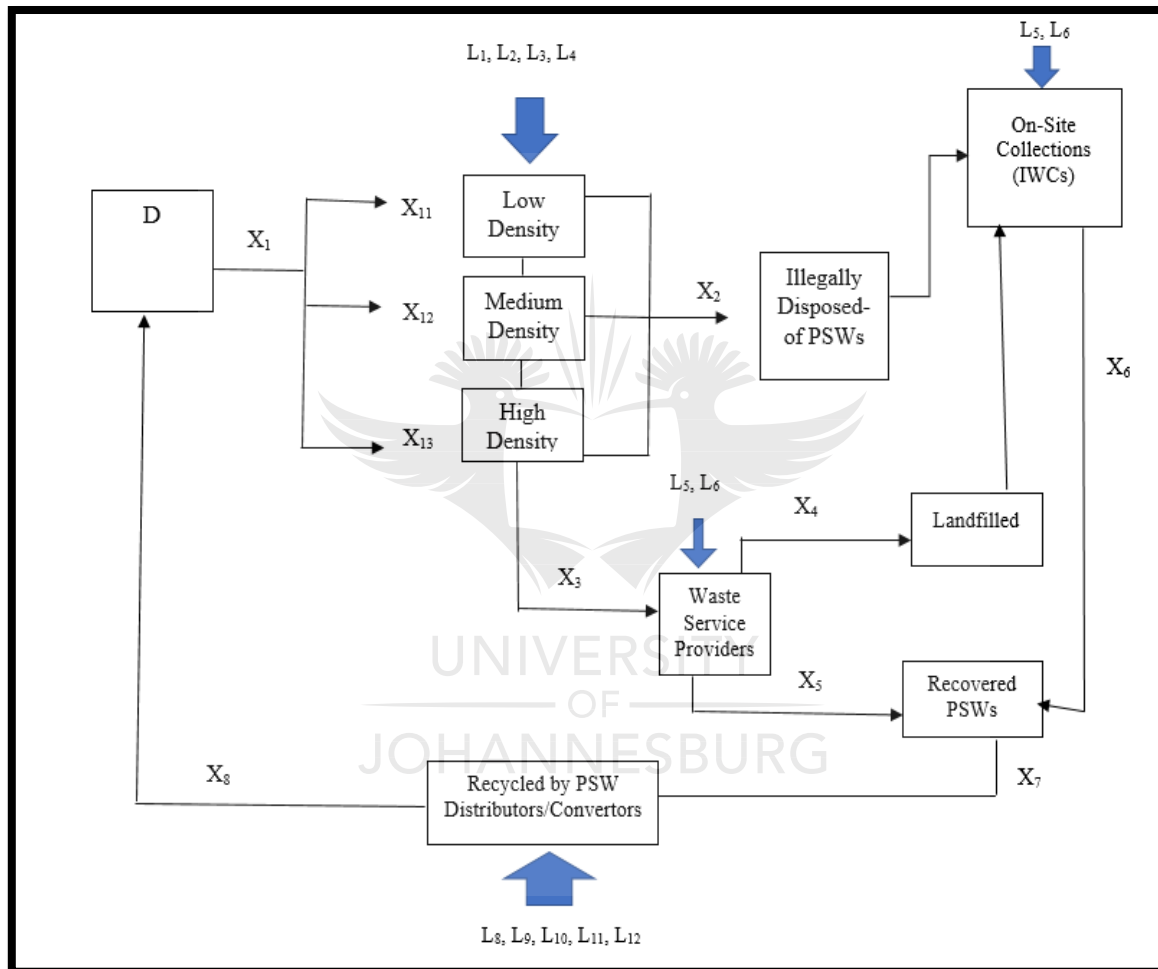 L₁, L₂, L₃, L₄
L₅, L₆
On-Site
Collections
(IWCs)
D
X₁
X₁₁
Low
Density
X₁₂
Medium
Density
X₂
Illegally
Disposed-
of PSWs
X₆
X₁₃
High
Density
L₅, L₆
X₄
Landfilled
X₃
Waste
Service
Providers
X₅
Recovered
PSWs
UNIVERSITY
OF
JOHANNESBURG
X₈
Recycled by PSW
Distributors/Convertors
X₇
L₈, L₉, L₁₀, L₁₁, L₁₂